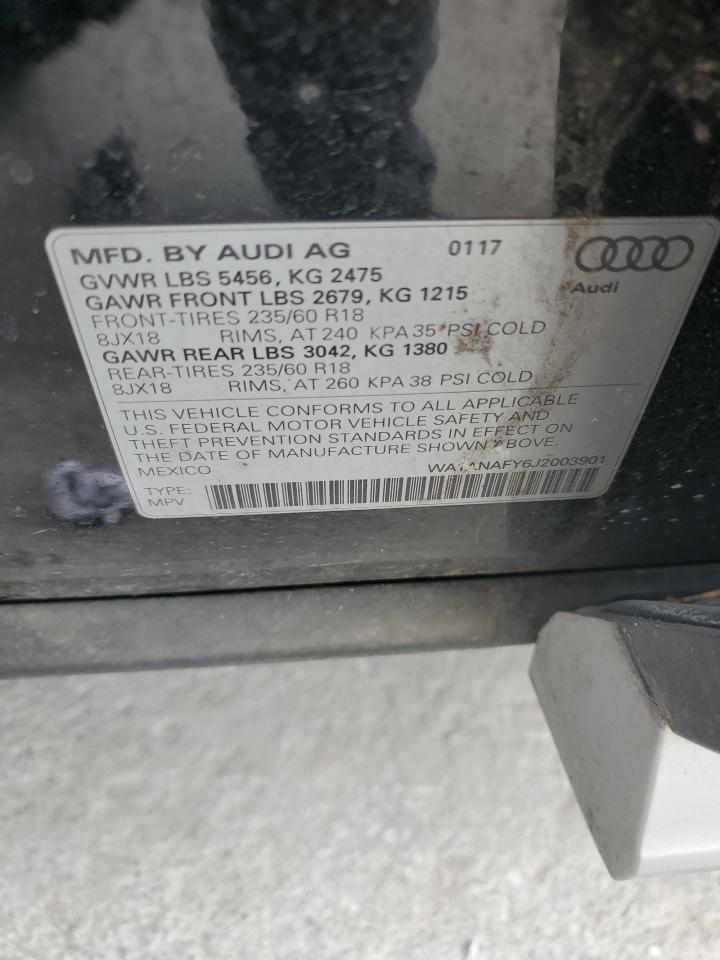 MFD. BY AUDI AG 0117
GVWR LBS 5456, KG 2475
Audi
GAWR FRONT LBS 2679, KG 1215
FRONT-TIRES 235/60 R18
8JX18 RIMS, AT 240 KPA 35 PSI COLD
GAWR REAR LBS 3042, KG 1380
REAR-TIRES 235/60 R18
8JX18 RIMS, AT 260 KPA 38 PSI COLD
THIS VEHICLE CONFORMS TO ALL APPLICABLE
U.S. FEDERAL MOTOR VEHICLE SAFETY AND
THEFT PREVENTION STANDARDS IN EFFECT ON
THE DATE OF MANUFACTURE SHOWN ABOVE.
MEXICO WA1ANAFY6J2003901
TYPE:
MPV